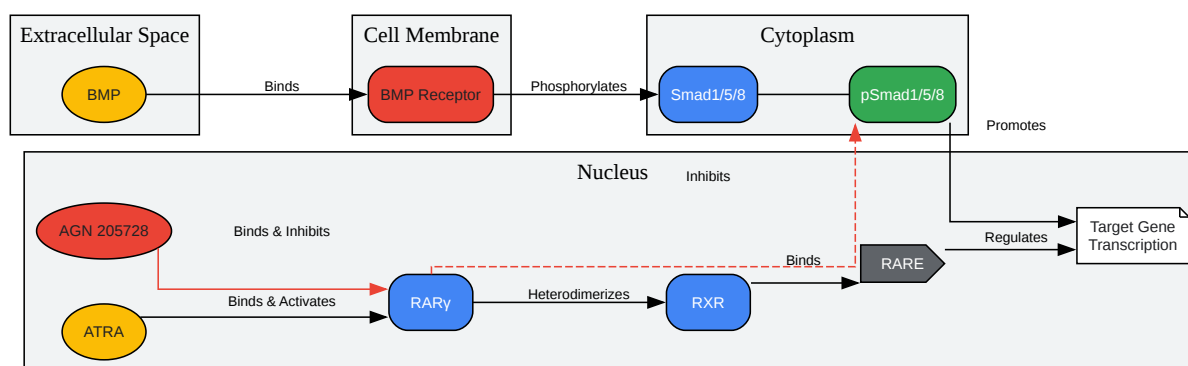 Extracellular Space
Cell Membrane
Cytoplasm
BMP
Binds
BMP Receptor
Phosphorylates
Smad1/5/8
pSmad1/5/8
Promotes
Nucleus
Inhibits
AGN 205728
Binds & Inhibits
Target Gene
Transcription
Regulates
Binds
RARE
Binds & Activates
RARγ
Heterodimerizes
RXR
ATRA